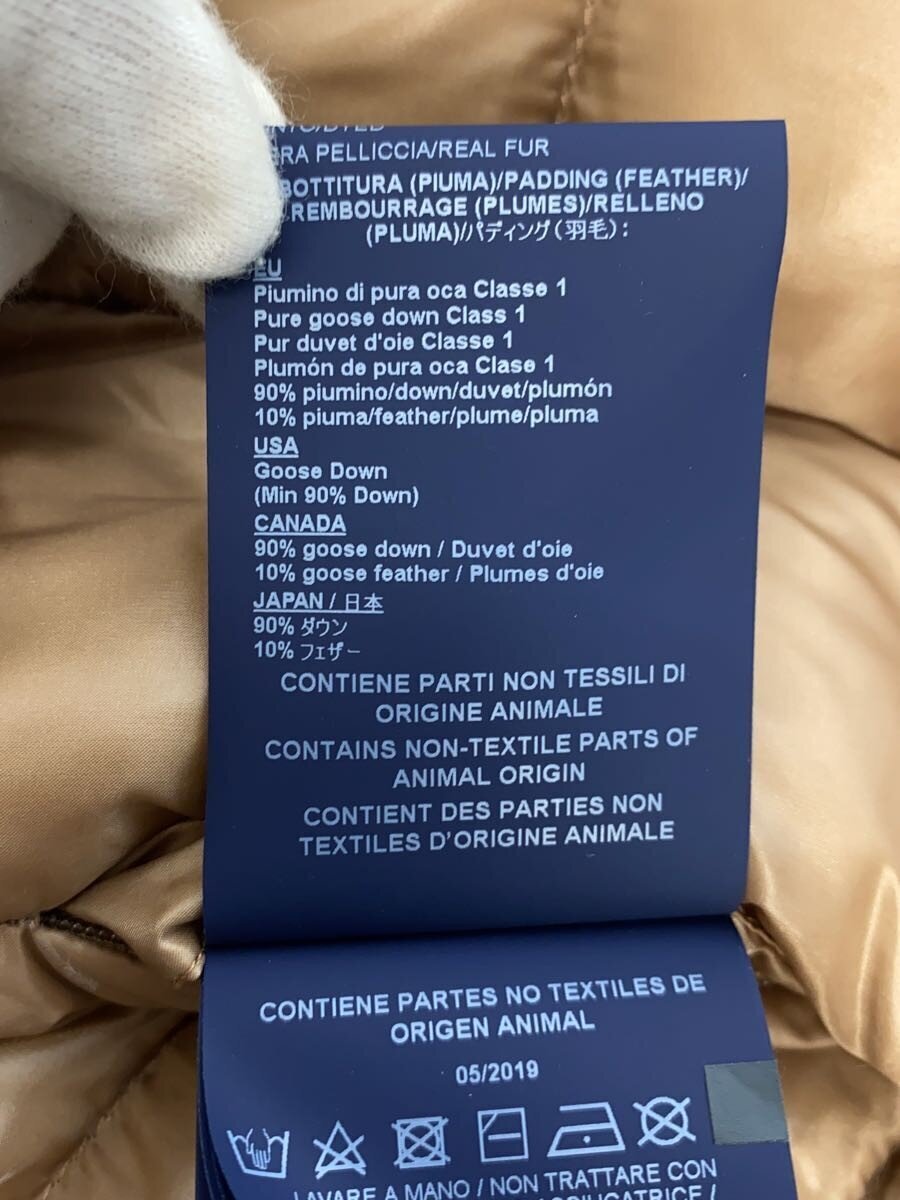 RA PELLICCIA/REAL FUR
BOTTITURA (PIUMA)/PADDING (FEATHER)/
REMBOURRAGE (PLUMES)/RELLENO
(PLUMA)/パディング(羽毛):
EU
Piumino di pura oca Classe 1
Pure goose down Class 1
Pur duvet d'oie Classe 1
Plumón de pura oca Clase 1
90% piumino/down/duvet/plumón
10% piuma/feather/plume/pluma
USA
Goose Down
(Min 90% Down)
CANADA
90% goose down / Duvet d'oie
10% goose feather / Plumes d'oie
JAPAN / 日本
90% ダウン
10% フェザー
CONTIENE PARTI NON TESSILI DI
ORIGINE ANIMALE
CONTAINS NON-TEXTILE PARTS OF
ANIMAL ORIGIN
CONTIENT DES PARTIES NON
TEXTILES D'ORIGINE ANIMALE
CONTIENE PARTES NO TEXTILES DE
ORIGEN ANIMAL
05/2019
LAVARE A MANO / NON TRATTARE CON